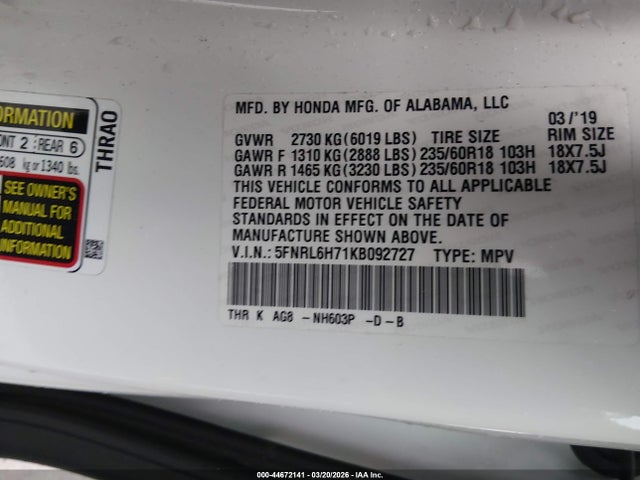 ORMATION
ONT 2 : REAR 6
608 kg or 1340 lbs.
SEE OWNER'S
MANUAL FOR
ADDITIONAL
INFORMATION
THRAO
MFD. BY HONDA MFG. OF ALABAMA, LLC 03/'19
GVWR 2730 KG (6019 LBS) TIRE SIZE RIM SIZE
GAWR F 1310 KG (2888 LBS) 235/60R18 103H 18X7.5J
GAWR R 1465 KG (3230 LBS) 235/60R18 103H 18X7.5J
THIS VEHICLE CONFORMS TO ALL APPLICABLE
FEDERAL MOTOR VEHICLE SAFETY
STANDARDS IN EFFECT ON THE DATE OF
MANUFACTURE SHOWN ABOVE.
V.I.N.: 5FNRL6H71KB092727 TYPE: MPV
THR K AG8 -NH603P -D-B
000-44672141 - 03/20/2026 - IAA Inc.